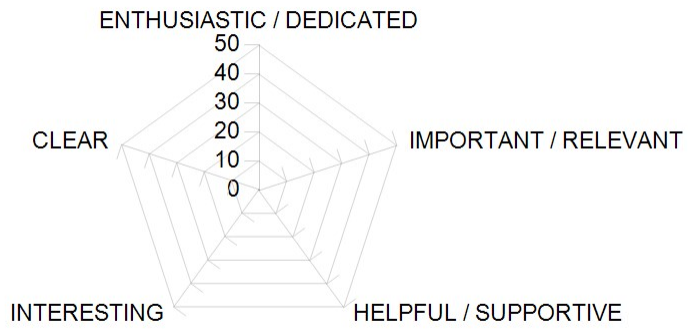 ENTHUSIASTIC / DEDICATED
50
40
30
20
10
0
CLEAR
IMPORTANT / RELEVANT
INTERESTING
HELPFUL / SUPPORTIVE